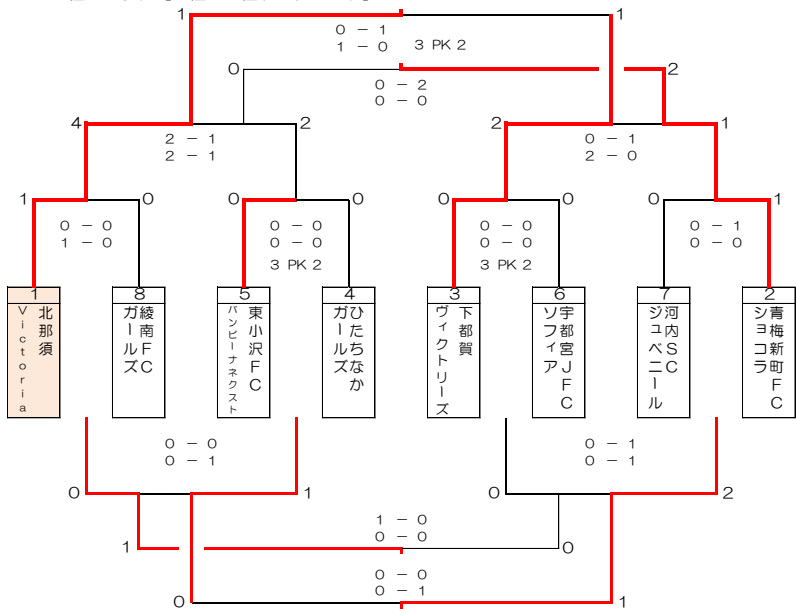 1
1
0 － 1
1 － 0
3 PK 2
0
2
0 － 2
0 － 0
4
2
2
1
2 － 1
2 － 1
0 － 1
2 － 0
1
0
0
0
0
0
0
1
0 － 0
1 － 0
0 － 0
0 － 0
3 PK 2
0 － 0
0 － 0
3 PK 2
0 － 1
0 － 0
1
北那須
Victoria
8
綾南FC
ガールズ
5
東小沢FC
バンビーナネクスト
4
ひたちなか
ガールズ
3
下都賀
ヴィクトリーズ
6
宇都宮JFC
ソフィア
7
河内SC
ジュベニール
2
青梅新町FC
ショコラ
0 － 0
0 － 1
0 － 1
0 － 1
0
1
0
2
1 － 0
0 － 0
1
0
0 － 0
0 － 1
0
1